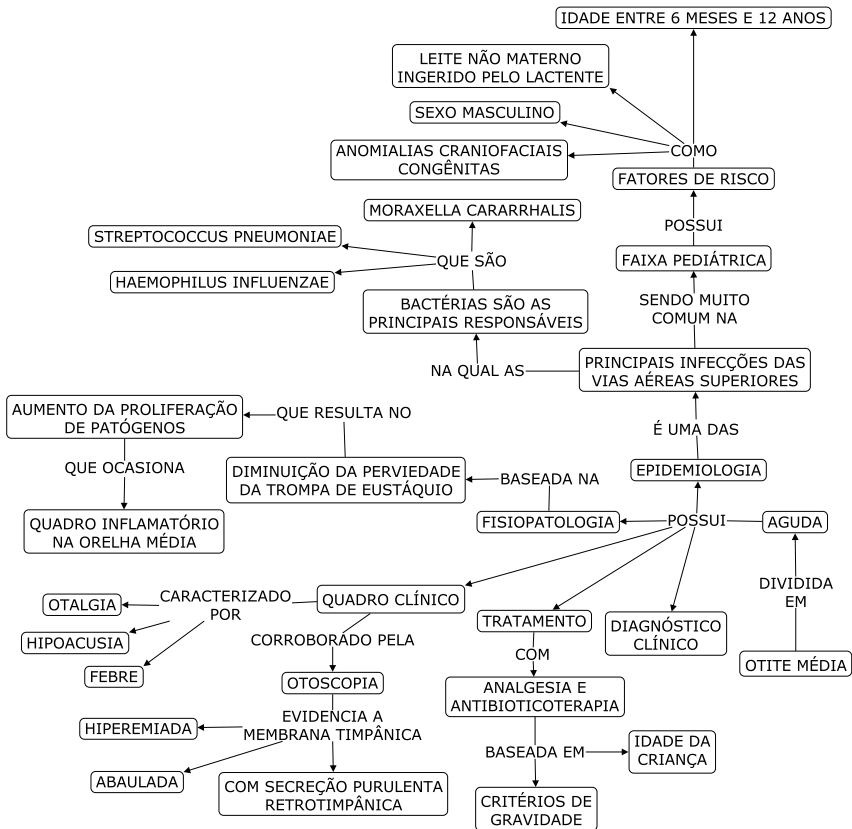 IDADE ENTRE 6 MESES E 12 ANOS
LEITE NÃO MATERNO
INGERIDO PELO LACTENTE
SEXO MASCULINO
ANOMIALIAS CRANIOFACIAIS
CONGÊNITAS
COMO
FATORES DE RISCO
MORAXELLA CARARRHALIS
POSSUI
STREPTOCOCCUS PNEUMONIAE
QUE SÃO
FAIXA PEDIÁTRICA
HAEMOPHILUS INFLUENZAE
BACTÉRIAS SÃO AS
PRINCIPAIS RESPONSÁVEIS
SENDO MUITO
COMUM NA
NA QUAL AS
PRINCIPAIS INFECÇÕES DAS
VIAS AÉREAS SUPERIORES
AUMENTO DA PROLIFERAÇÃO
DE PATÓGENOS
QUE RESULTA NO
É UMA DAS
QUE OCASIONA
DIMINUIÇÃO DA PERVIEDADE
DA TROMPA DE EUSTÁQUIO
BASEADA NA
EPIDEMIOLOGIA
QUADRO INFLAMATÓRIO
NA ORELHA MÉDIA
FISIOPATOLOGIA
POSSUI
AGUDA
OTALGIA
CARACTERIZADO
POR
QUADRO CLÍNICO
DIVIDIDA
EM
HIPOACUSIA
CORROBORADO PELA
TRATAMENTO
DIAGNÓSTICO
CLÍNICO
FEBRE
OTOSCOPIA
COM
OTITE MÉDIA
HIPEREMIADA
EVIDENCIA A
MEMBRANA TIMPÂNICA
ANALGESIA E
ANTIBIOTICOTERAPIA
ABAULADA
COM SECREÇÃO PURULENTA
RETROTIMPÂNICA
BASEADA EM
IDADE DA
CRIANÇA
CRITÉRIOS DE
GRAVIDADE